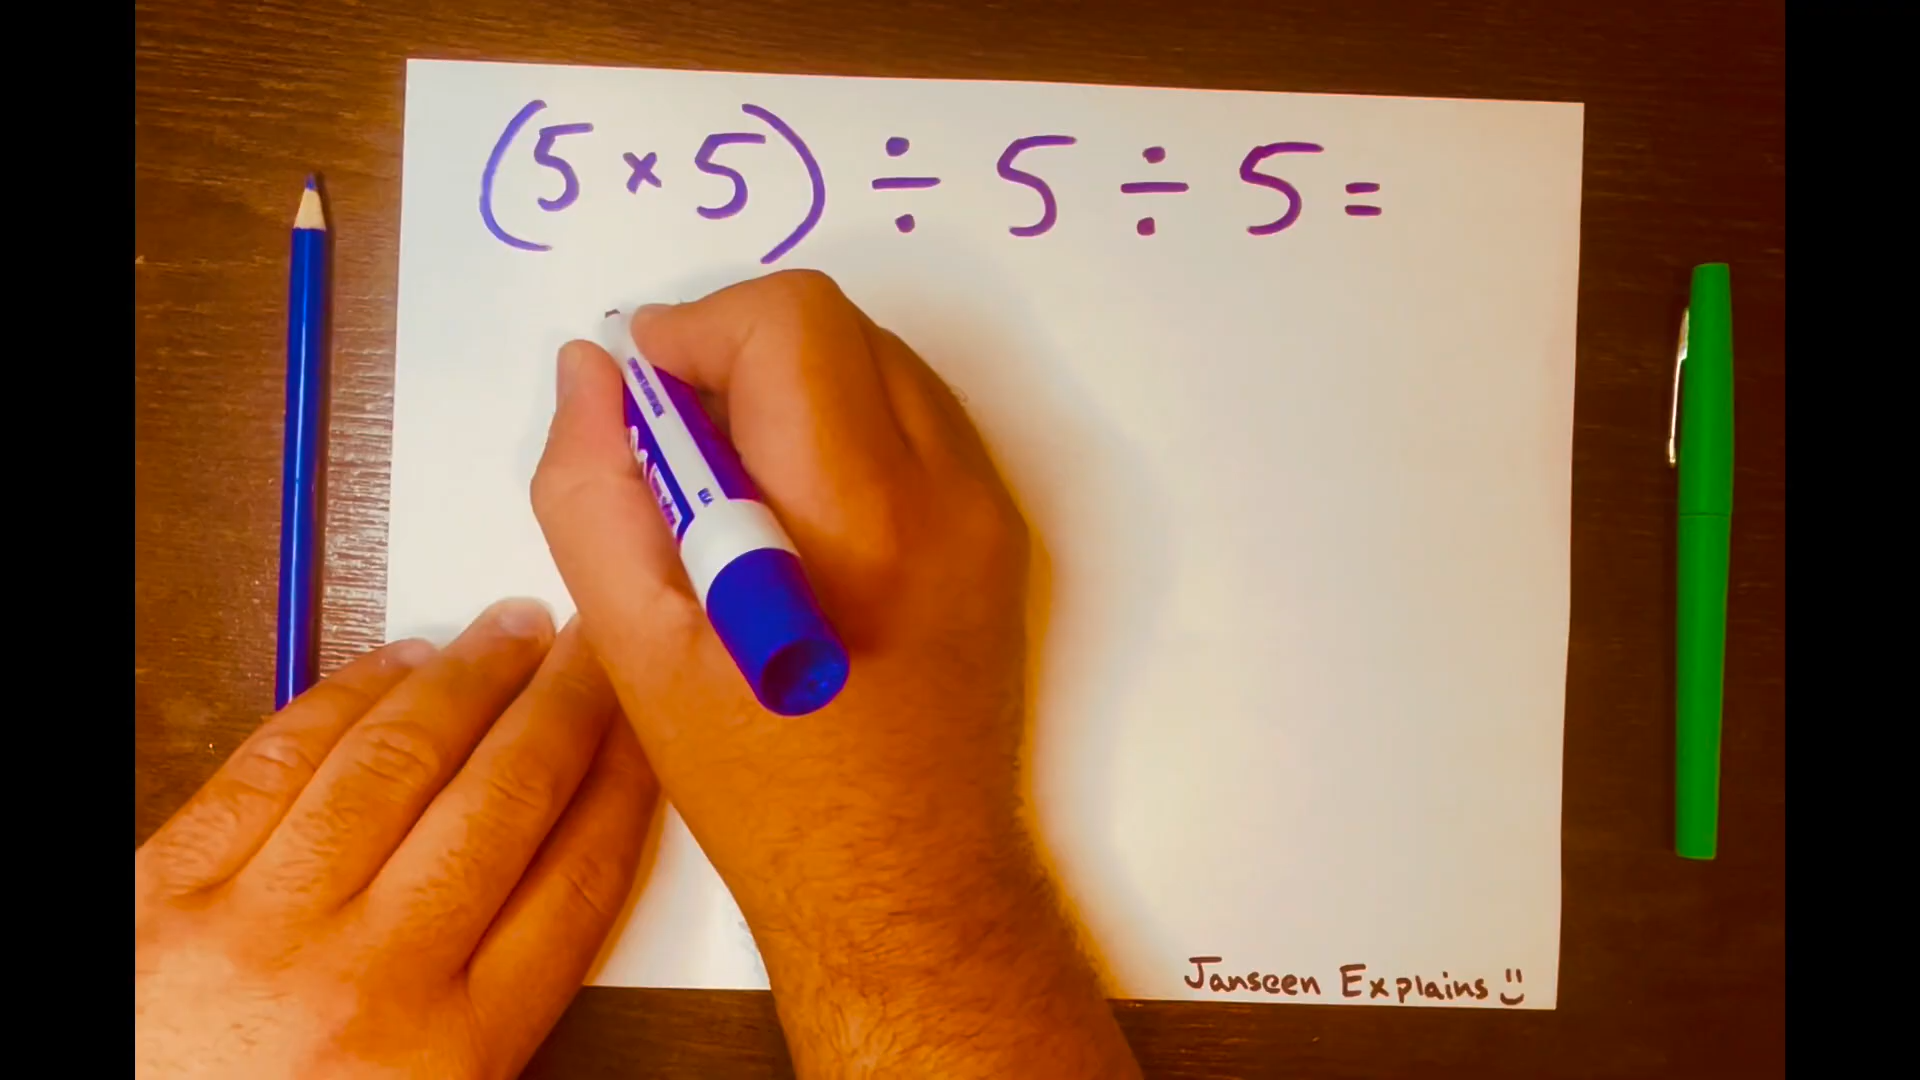 (5 × 5) ÷ 5 ÷ 5 =
Janseen Explains